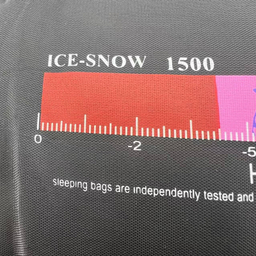 ICE-SNOW 1500
0 -2 -5
sleeping bags are independently tested and